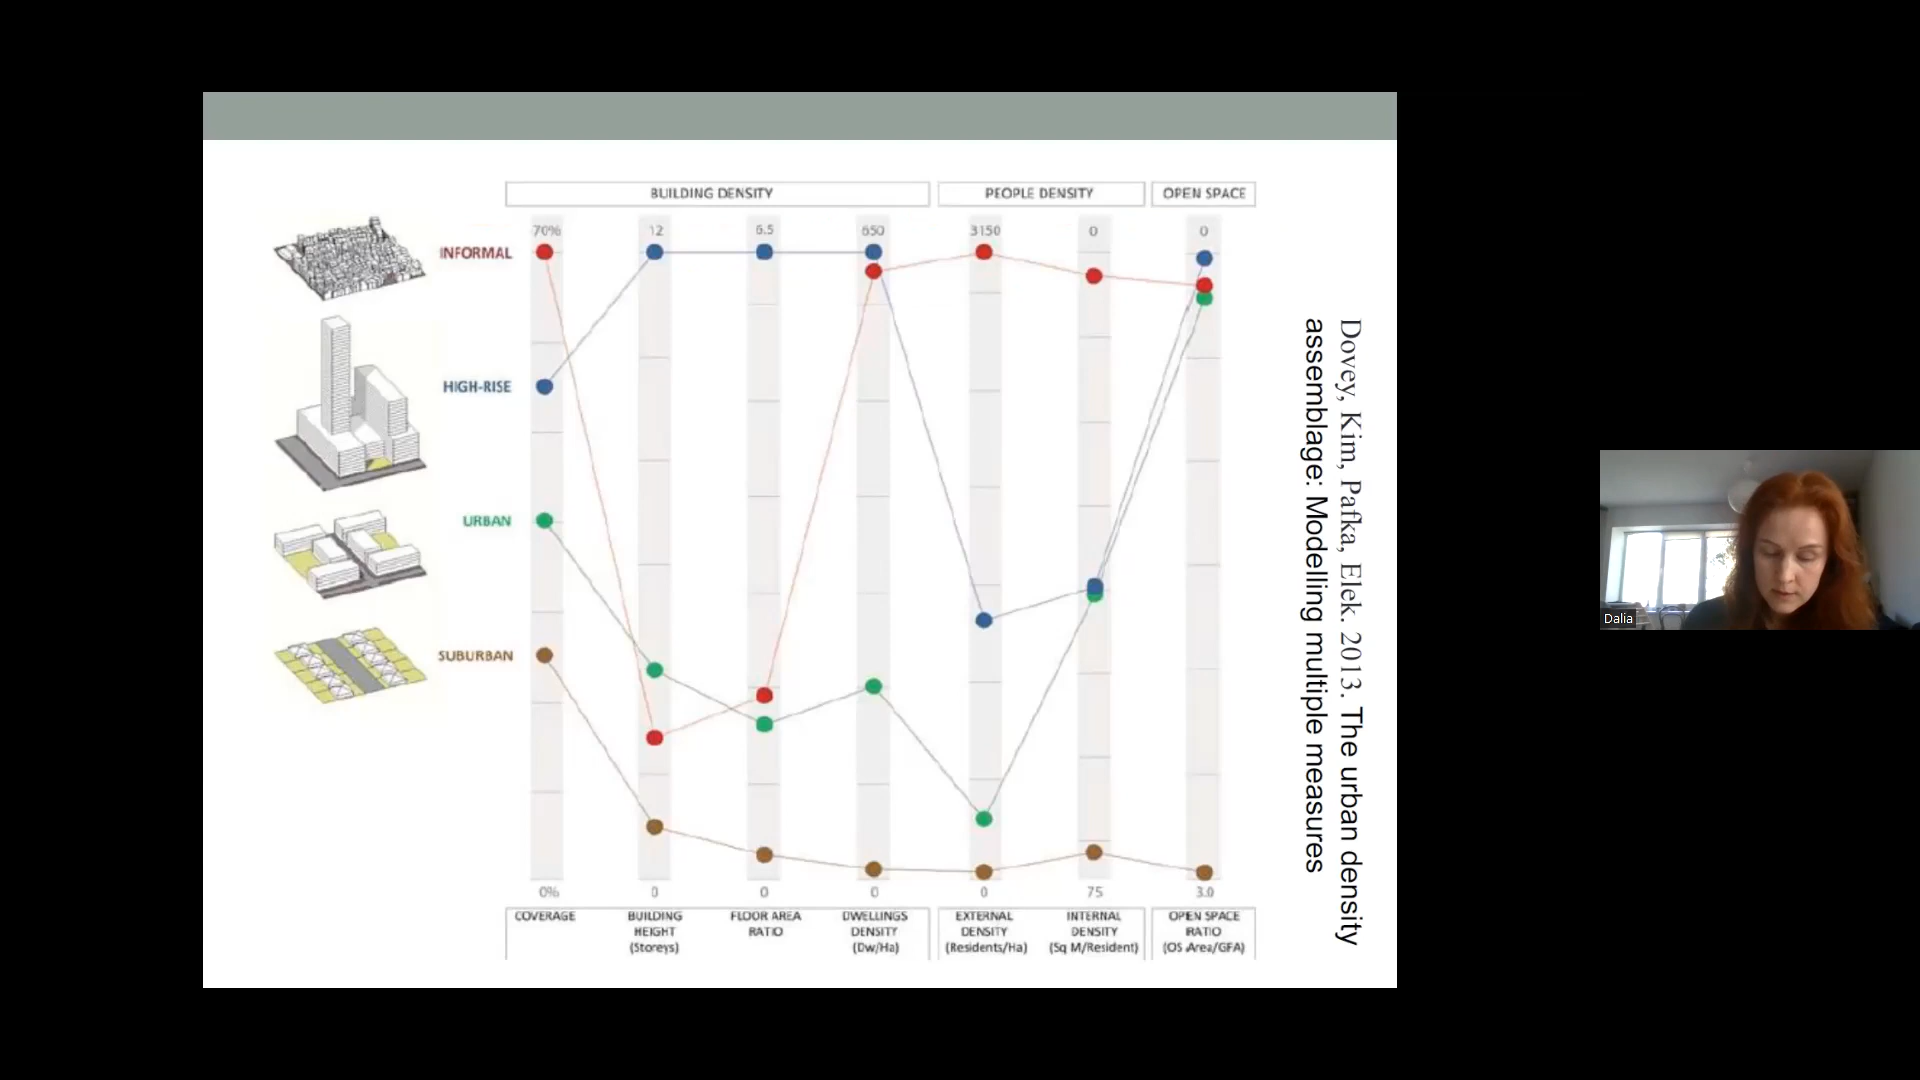 BUILDING DENSITY
PEOPLE DENSITY
OPEN SPACE
70%
12
6.5
650
3150
0
0
INFORMAL
HIGH-RISE
URBAN
SUBURBAN
0%
0
0
0
0
75
3.0
COVERAGE
BUILDING
HEIGHT
(Storeys)
FLOOR AREA
RATIO
DWELLINGS
DENSITY
(Dw/Ha)
EXTERNAL
DENSITY
(Residents/Ha)
INTERNAL
DENSITY
(Sq M/Resident)
OPEN SPACE
RATIO
(OS Area/GFA)
Dovey, Kim, Pafka, Elek. 2013. The urban density
assemblage: Modelling multiple measures
Dalia